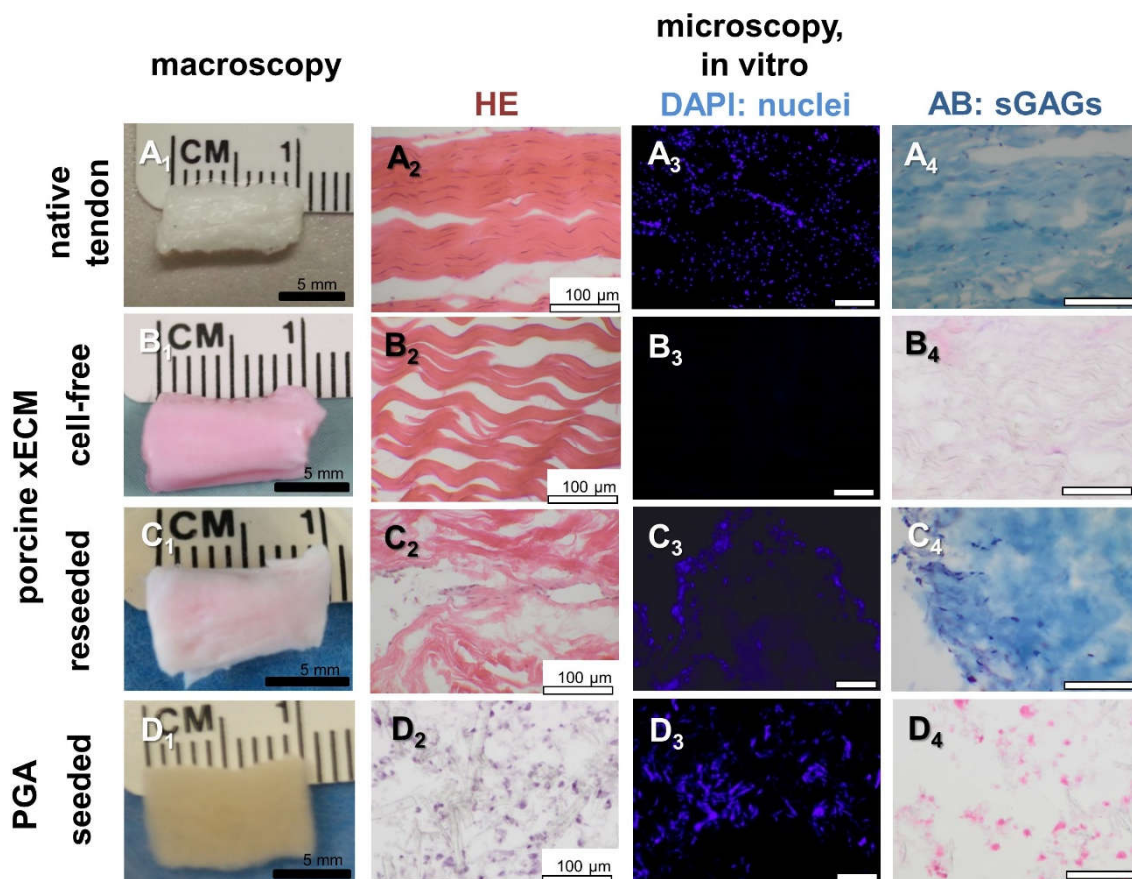 macroscopy
microscopy,
in vitro
HE
DAPI: nuclei
AB: sGAGs
native
tendon
A1
CM 1
5 mm
A2
100 µm
A3
A4
porcine xECM
cell-free
B1
CM 1
5 mm
B2
100 µm
B3
B4
reseeded
C1
CM 1
5 mm
C2
100 µm
C3
C4
PGA
seeded
D1
CM 1
5 mm
D2
100 µm
D3
D4